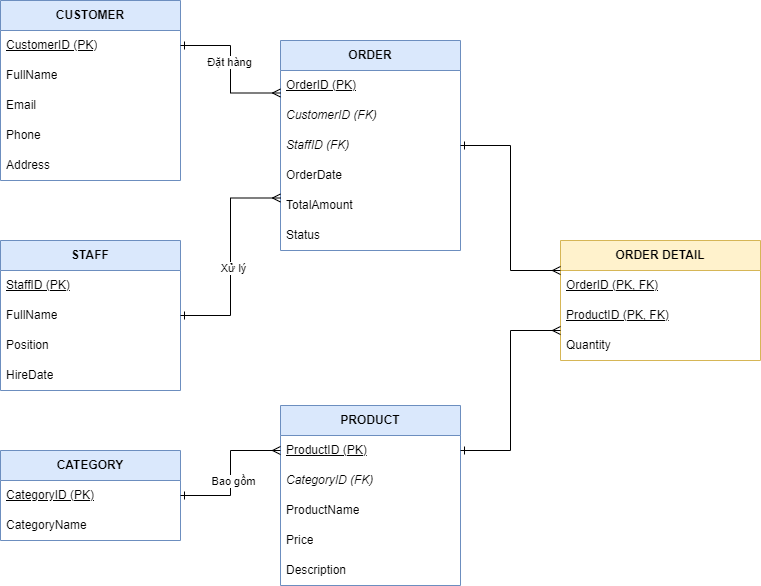 CUSTOMER
CustomerID (PK)
FullName
Email
Phone
Address
Đặt hàng
ORDER
OrderID (PK)
CustomerID (FK)
StaffID (FK)
OrderDate
TotalAmount
Status
STAFF
StaffID (PK)
FullName
Position
HireDate
Xử lý
ORDER DETAIL
OrderID (PK, FK)
ProductID (PK, FK)
Quantity
CATEGORY
CategoryID (PK)
CategoryName
Bao gồm
PRODUCT
ProductID (PK)
CategoryID (FK)
ProductName
Price
Description